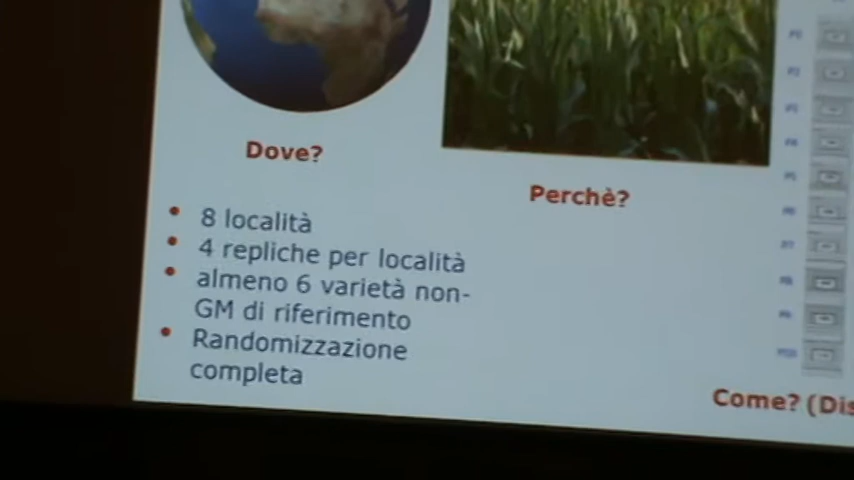 Dove?
Perchè?
• 8 località
• 4 repliche per località
• almeno 6 varietà non-
GM di riferimento
• Randomizzazione
completa
Come? (Dis